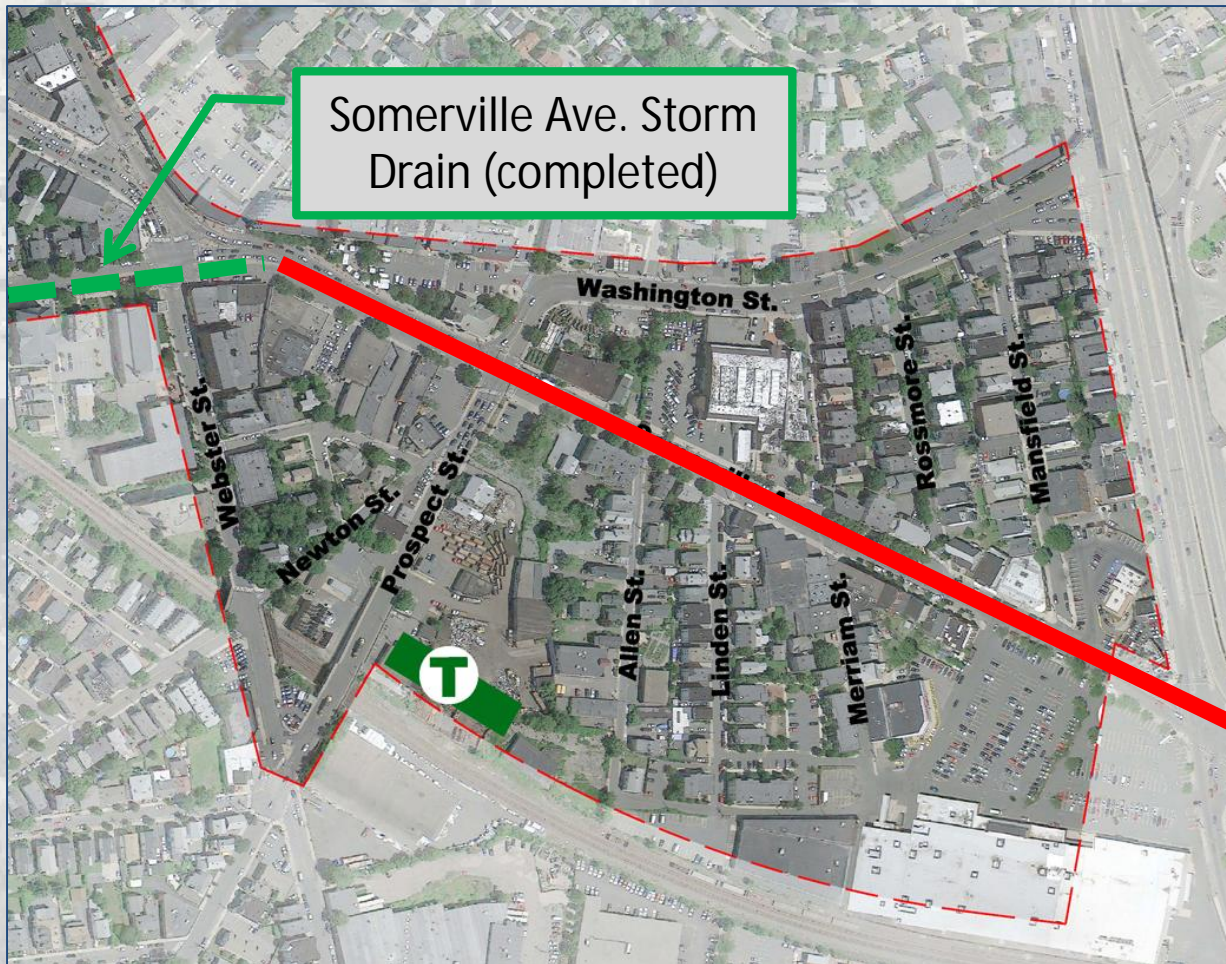 Somerville Ave. Storm
Drain (completed)
Washington St.
Webster St.
Newton St.
Prospect St.
Allen St.
Linden St.
Merriam St.
Rossmore St.
Mansfield St.
T